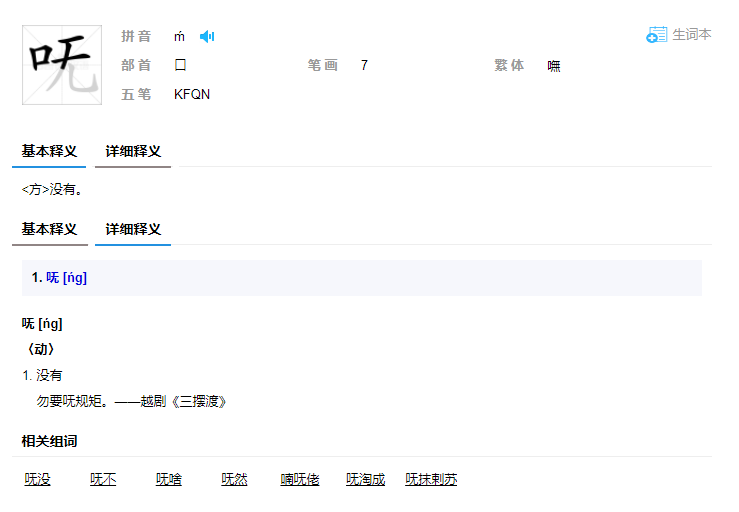 呒
拼音 ḿ
生词本
部首 口 笔画 7 繁体 嘸
五笔 KFQN
基本释义 详细释义
<方>没有。
基本释义 详细释义
1. 呒 [ńg]
呒 [ńg]
〈动〉
1. 没有
勿要呒规矩。——越剧《三摆渡》
相关组词
呒没 呒不 呒啥 呒然 喃呒佬 呒淘成 呒抹剌苏